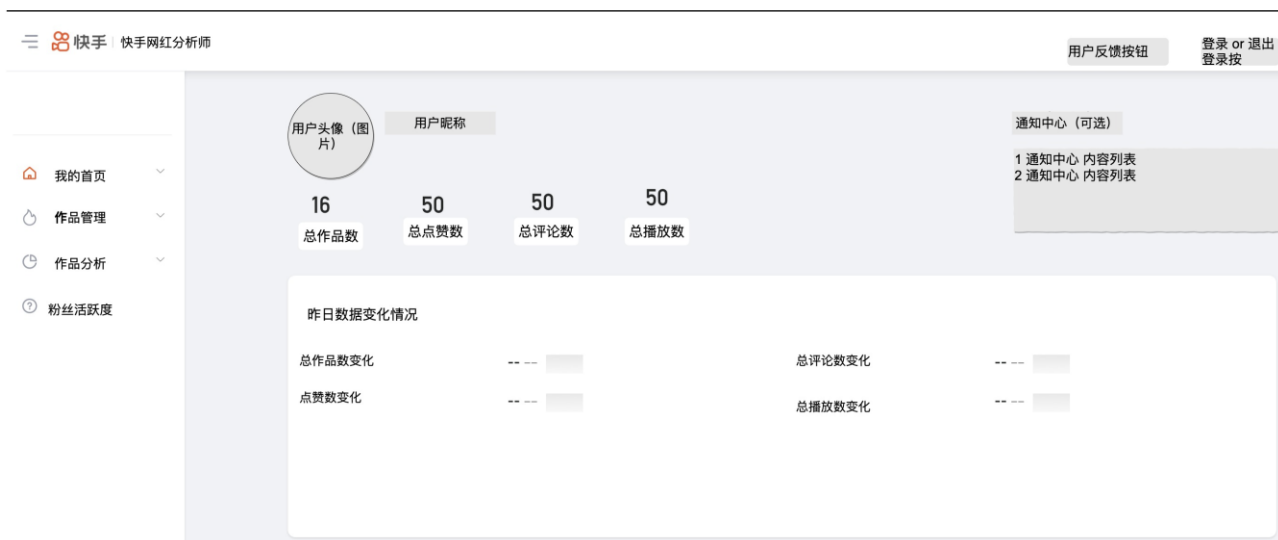 快手 快手网红分析师
用户反馈按钮
登录 or 退出
登录按
用户头像（图
片）
用户昵称
通知中心（可选）
1 通知中心 内容列表
2 通知中心 内容列表
我的首页
作品管理
作品分析
粉丝活跃度
16 50 50 50
总作品数 总点赞数 总评论数 总播放数
昨日数据变化情况
总作品数变化 -- --
总评论数变化 -- --
点赞数变化 -- --
总播放数变化 -- --